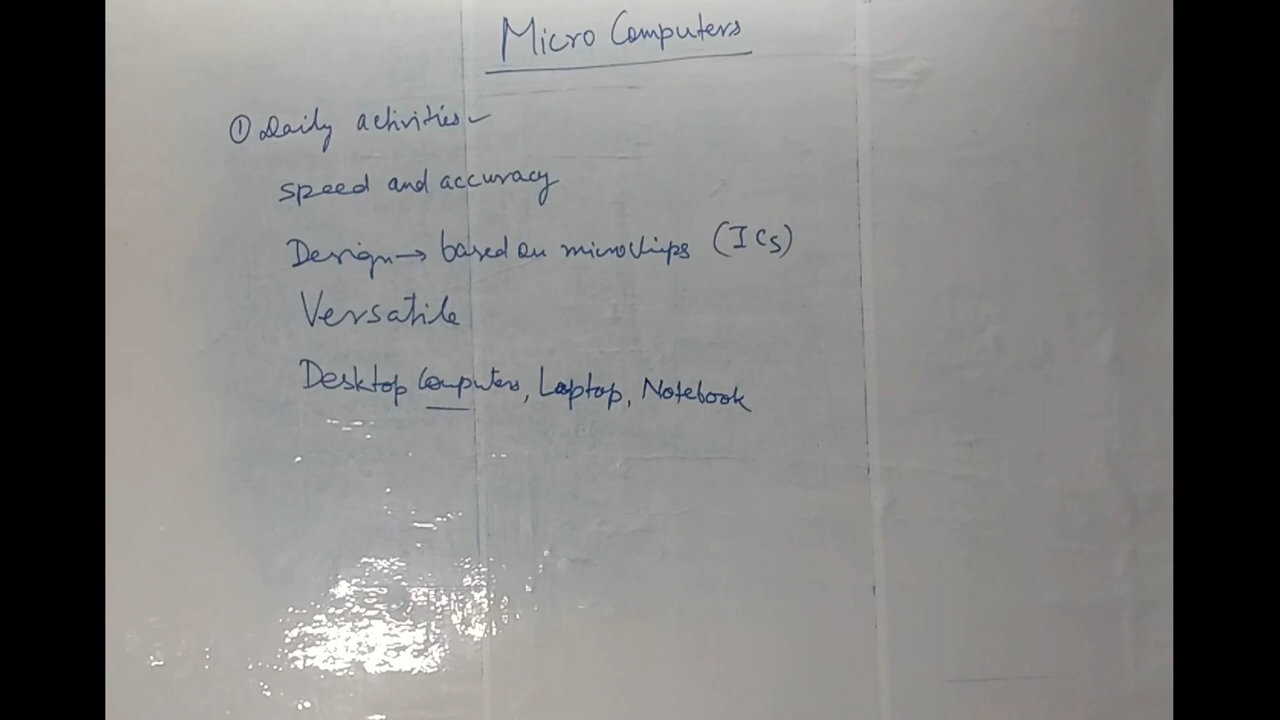 Micro Computers
① Daily activities
speed and accuracy
Design → based on microchips (ICs)
Versatile
Desktop Computers, Laptop, Notebook